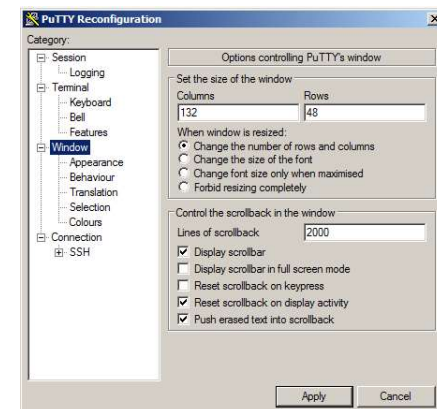 PuTTY Reconfiguration
Category:
Session
Logging
Terminal
Keyboard
Bell
Features
Window
Appearance
Behaviour
Translation
Selection
Colours
Connection
SSH
Options controlling PuTTY's window
Set the size of the window
Columns Rows
132 48
When window is resized:
Change the number of rows and columns
Change the size of the font
Change font size only when maximised
Forbid resizing completely
Control the scrollback in the window
Lines of scrollback 2000
Display scrollbar
Display scrollbar in full screen mode
Reset scrollback on keypress
Reset scrollback on display activity
Push erased text into scrollback
Apply Cancel